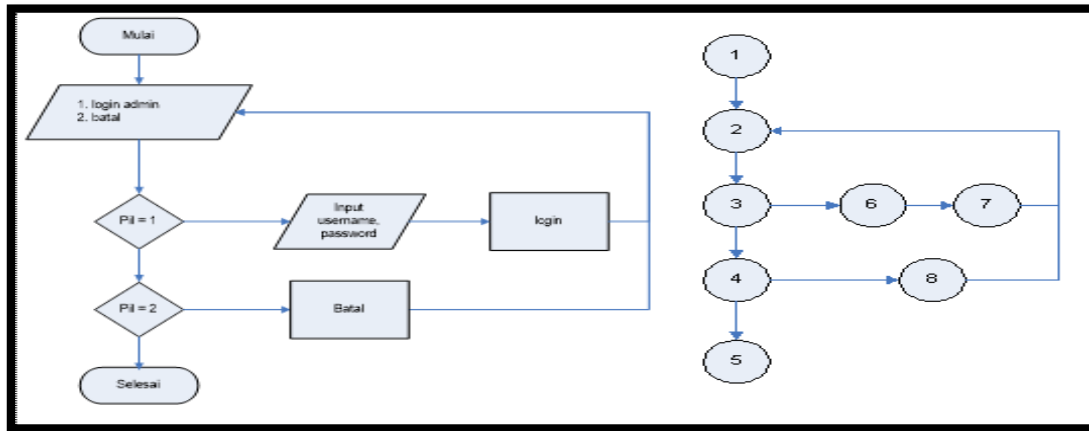 Mulai
1. login admin
2. batal
Pil = 1
Input
username,
password
login
Pil = 2
Batal
Selesai
1
2
3
6
7
4
8
5